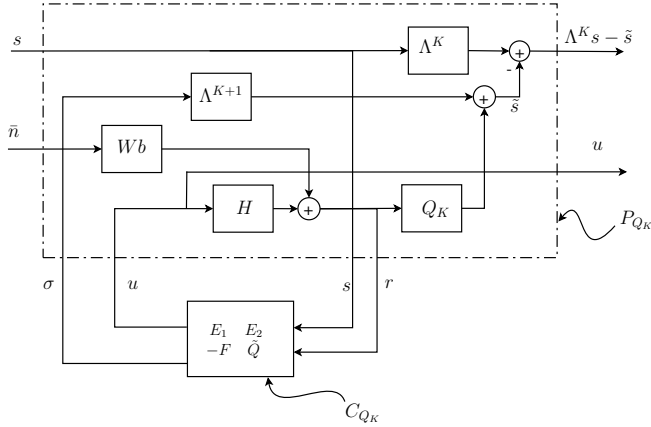 s
Λ^K
+
Λ^K s − s̃
-
Λ^{K+1}
+
s̃
n̄
Wb
u
H
+
Q_K
P_{Q_K}
σ
u
s
r
E_1 E_2
−F Q̃
C_{Q_K}